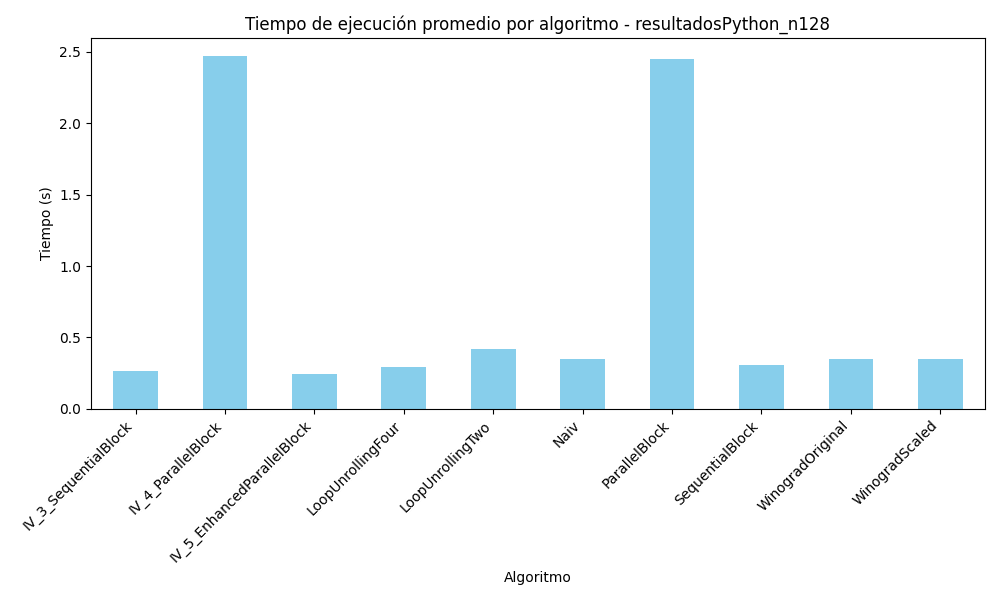 Tiempo de ejecución promedio por algoritmo - resultadosPython_n128
2.5
2.0
1.5
1.0
0.5
0.0
Tiempo (s)
IV_3_SequentialBlock
IV_4_ParallelBlock
IV_5_EnhancedParallelBlock
LoopUnrollingFour
LoopUnrollingTwo
Naiv
ParallelBlock
SequentialBlock
WinogradOriginal
WinogradScaled
Algoritmo